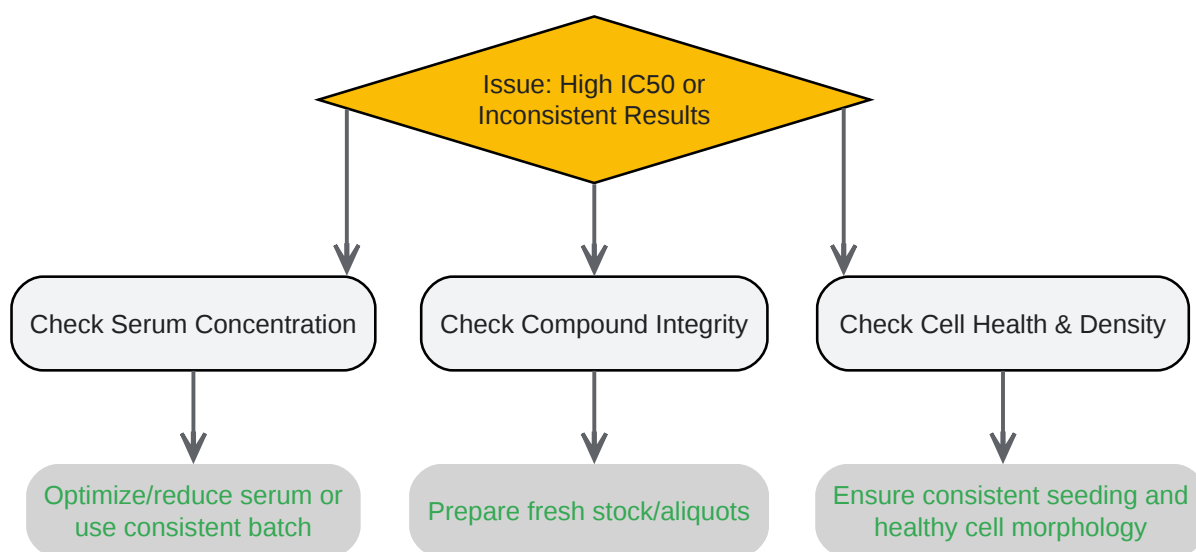 Issue: High IC50 or
Inconsistent Results
Check Serum Concentration
Check Compound Integrity
Check Cell Health & Density
Optimize/reduce serum or
use consistent batch
Prepare fresh stock/aliquots
Ensure consistent seeding and
healthy cell morphology